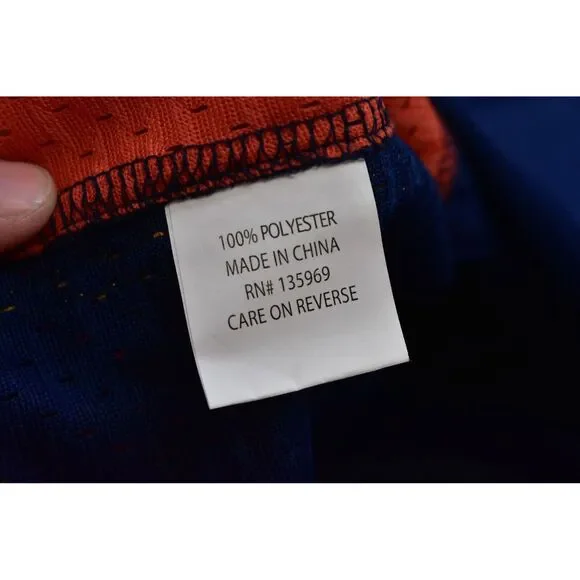 100% POLYESTER
MADE IN CHINA
RN# 135969
CARE ON REVERSE